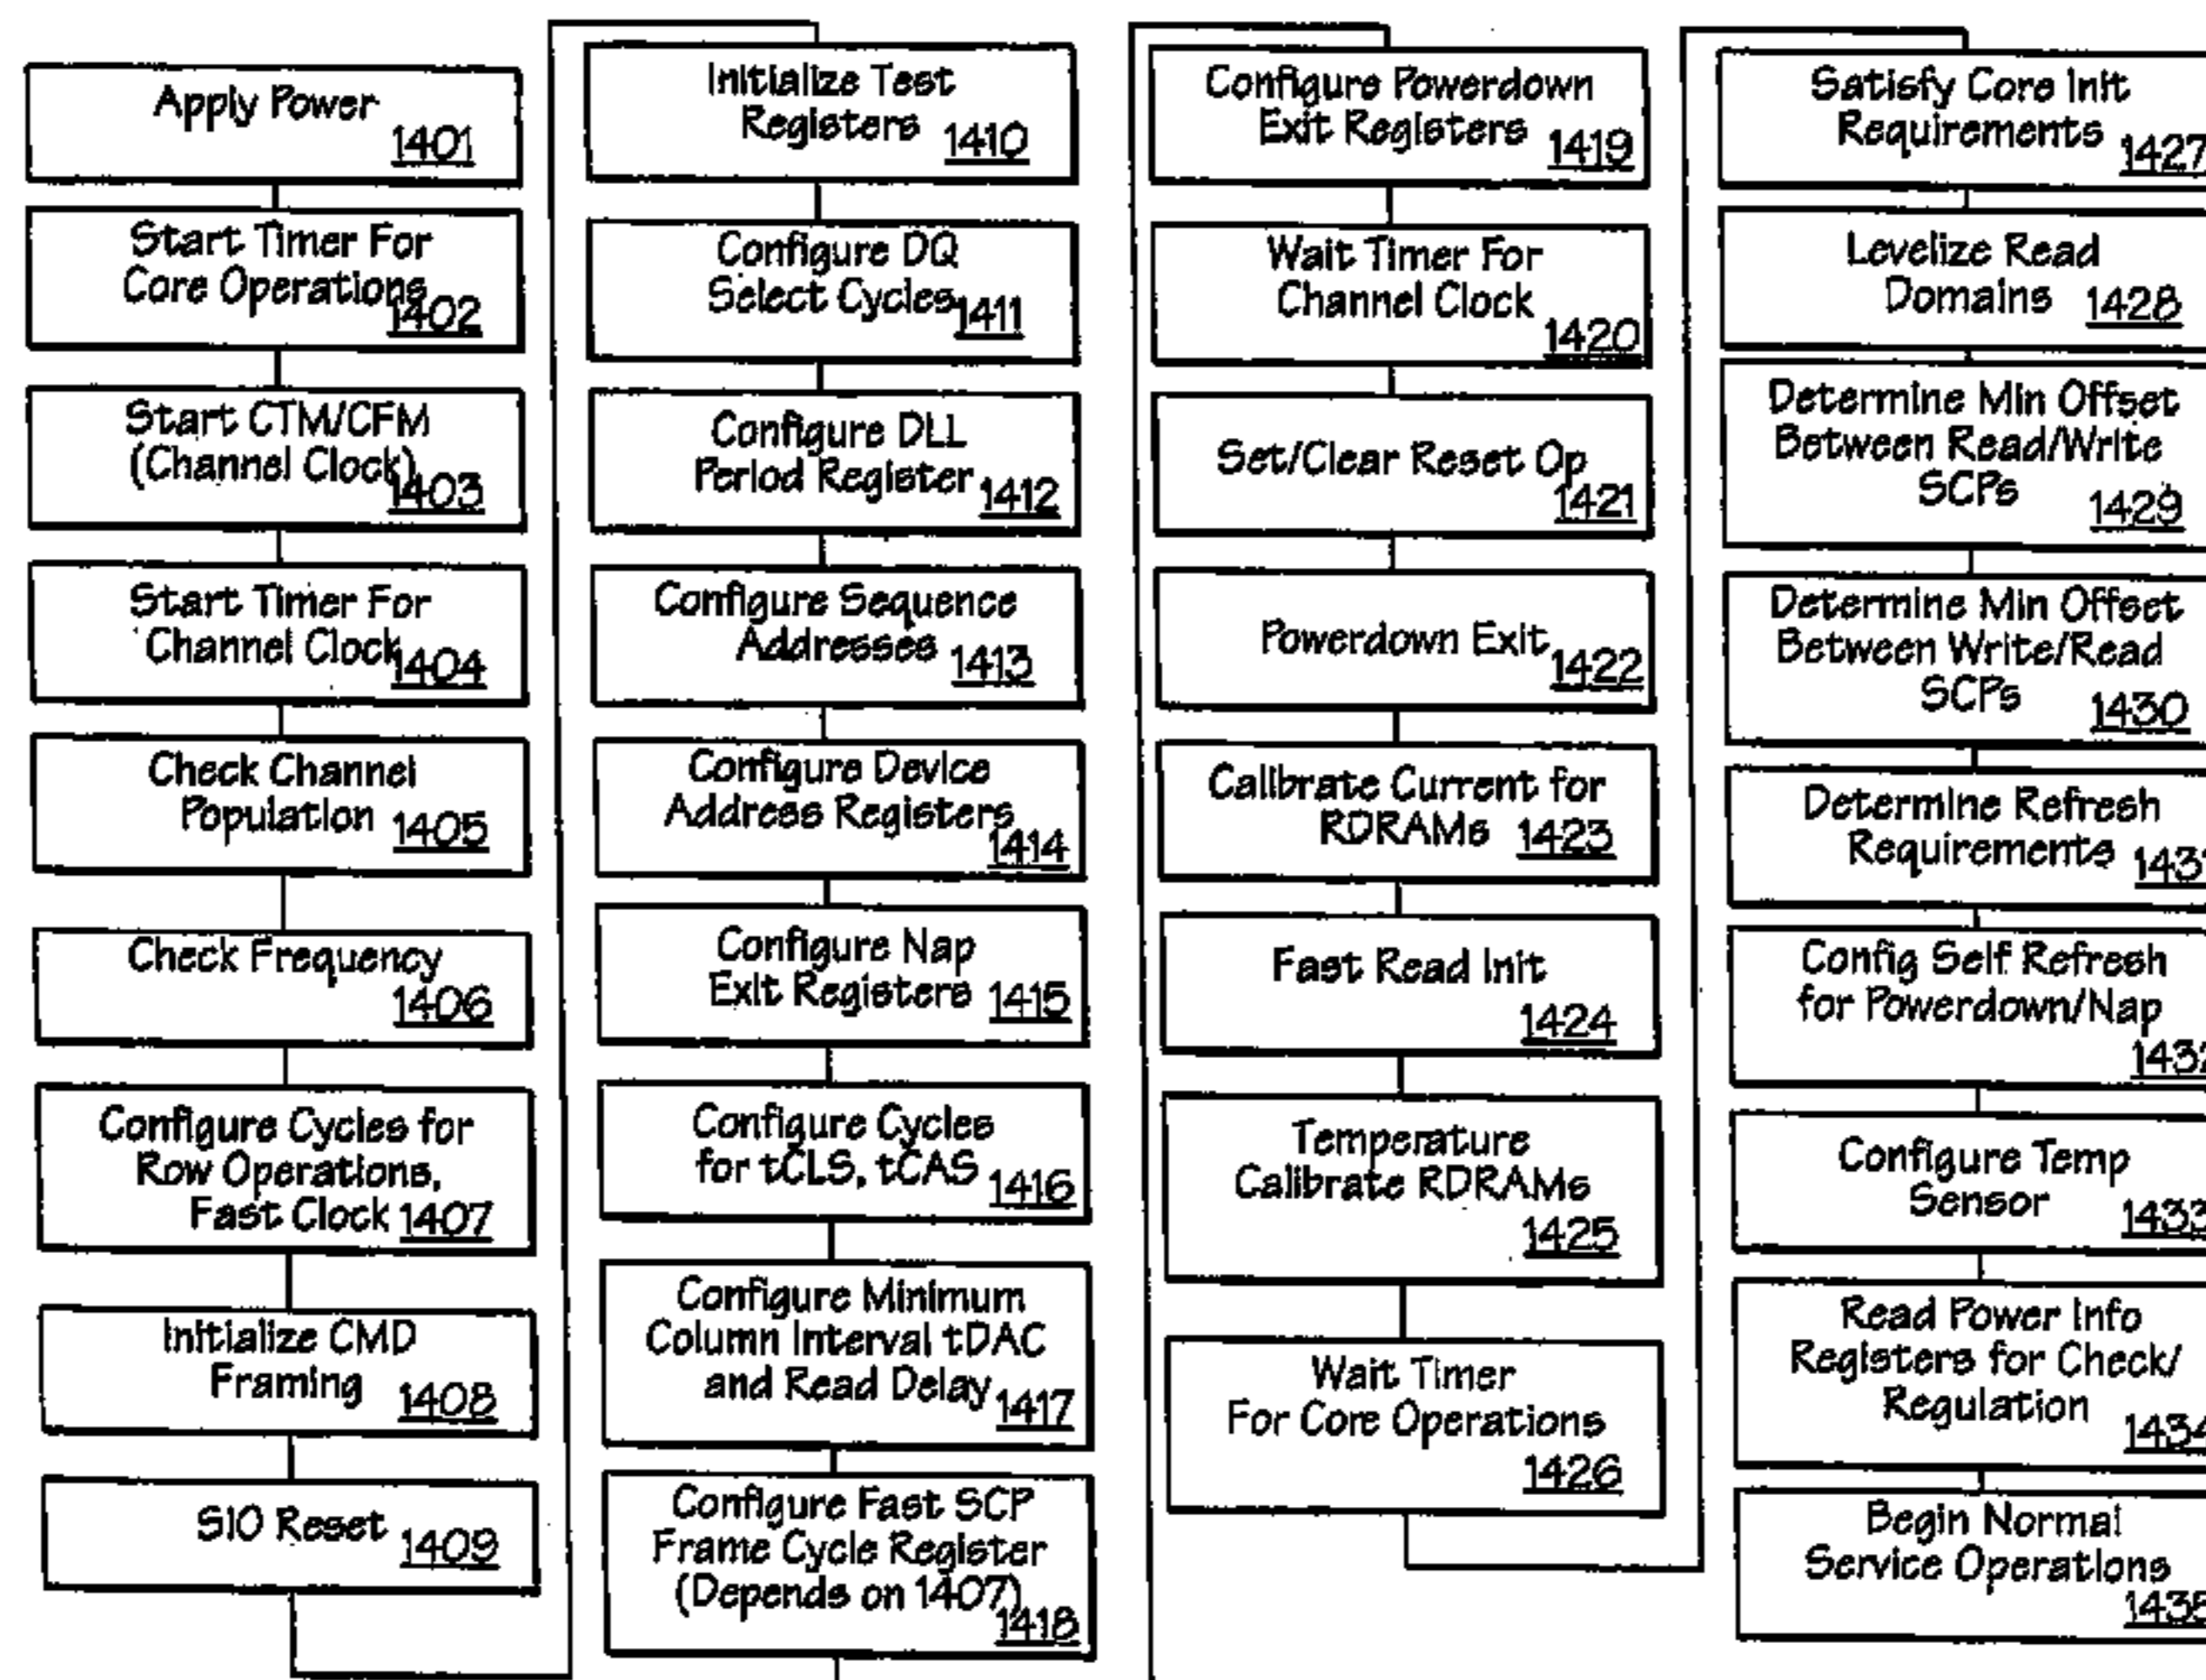 Apply Power
1401
Start Timer For
Core Operations
1402
Start CTM/CFM
(Channel Clock)
1403
Start Timer For
Channel Clock
1404
Check Channel
Population 1405
Check Frequency
1406
Configure Cycles for
Row Operations,
Fast Clock 1407
Initialize CMD
Framing 1408
SIO Reset 1409
Initialize Test
Registers 1410
Configure DQ
Select Cycles 1411
Configure DLL
Period Register 1412
Configure Sequence
Addresses 1413
Configure Device
Address Registers
1414
Configure Nap
Exit Registers 1415
Configure Cycles
for tCLS, tCAS 1416
Configure Minimum
Column Interval tDAC
and Read Delay 1417
Configure Fast SCP
Frame Cycle Register
(Depends on 1407)
1418
Configure Powerdown
Exit Registers 1419
Wait Timer For
Channel Clock
1420
Set/Clear Reset Op
1421
Powerdown Exit
1422
Calibrate Current for
RDRAMs 1423
Fast Read Init
1424
Temperature
Calibrate RDRAMs
1425
Wait Timer
For Core Operations
1426
Satisfy Core Init
Requirements 1427
Levelize Read
Domains 1428
Determine Min Offset
Between Read/Write
SCPs 1429
Determine Min Offset
Between Write/Read
SCPs 1430
Determine Refresh
Requirements 1431
Config Self Refresh
for Powerdown/Nap
1432
Configure Temp
Sensor 1433
Read Power Info
Registers for Check/
Regulation 1434
Begin Normal
Service Operations
1435